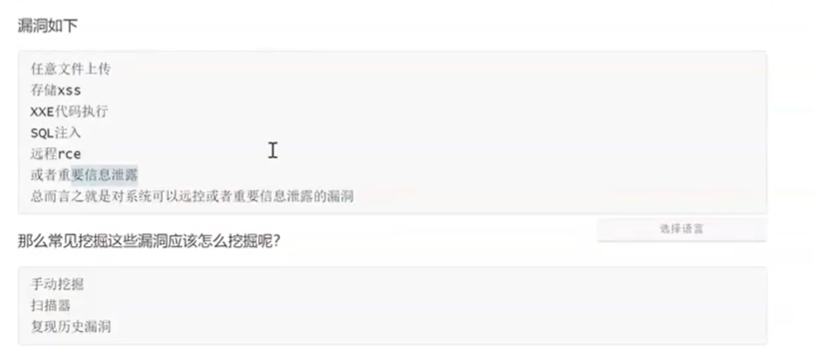 漏洞如下
任意文件上传
存储xss
XXE代码执行
SQL注入
远程rce
或者重要信息泄露
总而言之就是对系统可以远控或者重要信息泄露的漏洞
选择语言
那么常见挖掘这些漏洞应该怎么挖掘呢?
手动挖掘
扫描器
复现历史漏洞